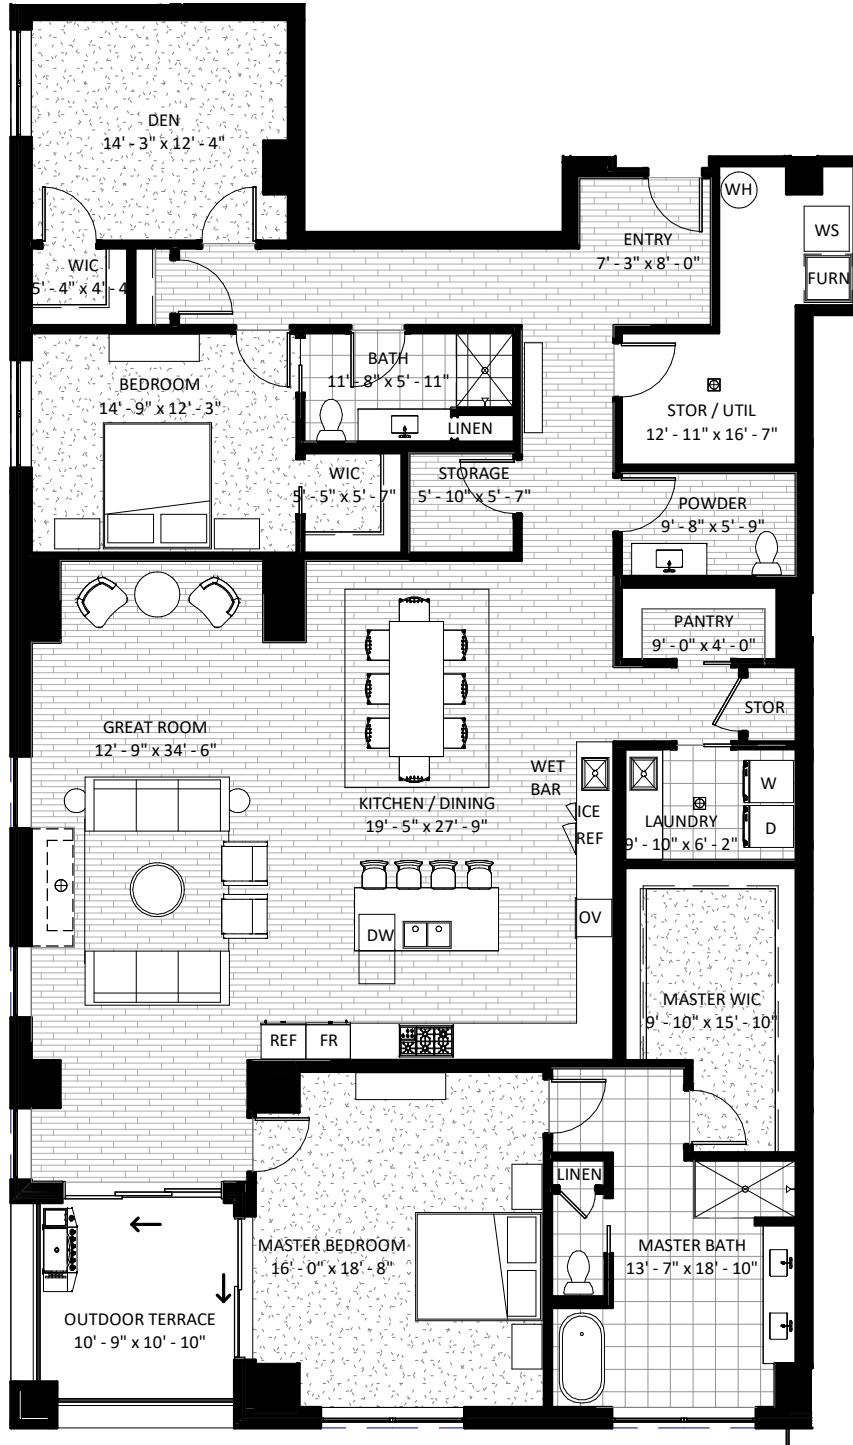 DEN
14' - 3" x 12' - 4"
WH
WS
FURN
ENTRY
7' - 3" x 8' - 0"
WIC
5' - 4" x 4' - 4
BATH
11' - 8" x 5' - 11"
BEDROOM
14' - 9" x 12' - 3"
STOR / UTIL
12' - 11" x 16' - 7"
LINEN
WIC
5' - 5" x 5' - 7"
STORAGE
5' - 10" x 5' - 7"
POWDER
9' - 8" x 5' - 9"
PANTRY
9' - 0" x 4' - 0"
STOR
GREAT ROOM
12' - 9" x 34' - 6"
WET
BAR
KITCHEN / DINING
19' - 5" x 27' - 9"
ICE
REF
W
D
LAUNDRY
9' - 10" x 6' - 2"
OV
DW
MASTER WIC
9' - 10" x 15' - 10"
REF
FR
LINEN
MASTER BEDROOM
16' - 0" x 18' - 8"
MASTER BATH
13' - 7" x 18' - 10"
OUTDOOR TERRACE
10' - 9" x 10' - 10"